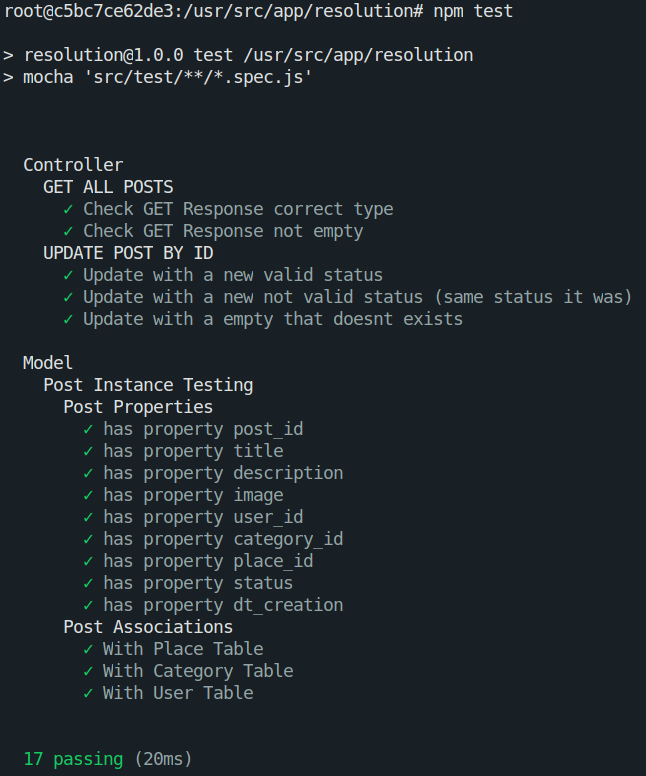 root@c5bc7ce62de3:/usr/src/app/resolution# npm test
> resolution@1.0.0 test /usr/src/app/resolution
> mocha 'src/test/**/*.spec.js'
Controller
GET ALL POSTS
✓ Check GET Response correct type
✓ Check GET Response not empty
UPDATE POST BY ID
✓ Update with a new valid status
✓ Update with a new not valid status (same status it was)
✓ Update with a empty that doesnt exists
Model
Post Instance Testing
Post Properties
✓ has property post_id
✓ has property title
✓ has property description
✓ has property image
✓ has property user_id
✓ has property category_id
✓ has property place_id
✓ has property status
✓ has property dt_creation
Post Associations
✓ With Place Table
✓ With Category Table
✓ With User Table
17 passing (20ms)